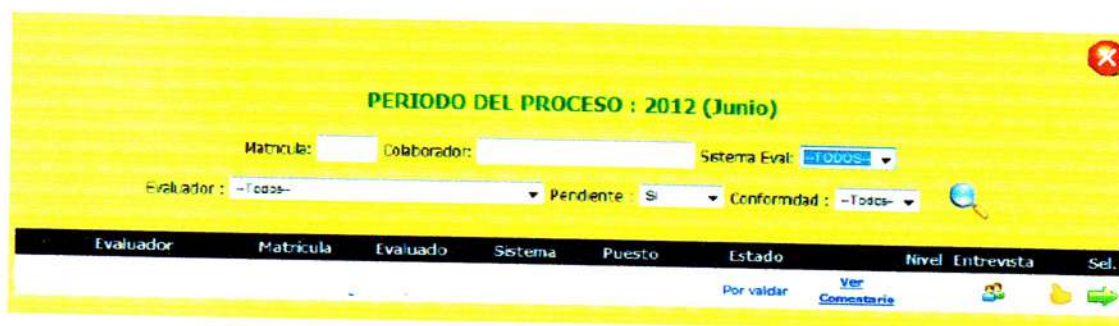 PERIODO DEL PROCESO : 2012 (Junio)
Matricula: Colaborador: Sistema Eval: --TODOS--
Evaluador : --Todos-- Pendiente : Si Conformidad : --Todos--
Evaluador Matricula Evaluado Sistema Puesto Estado Nivel Entrevista Sel.
Por validar Ver
Comentario